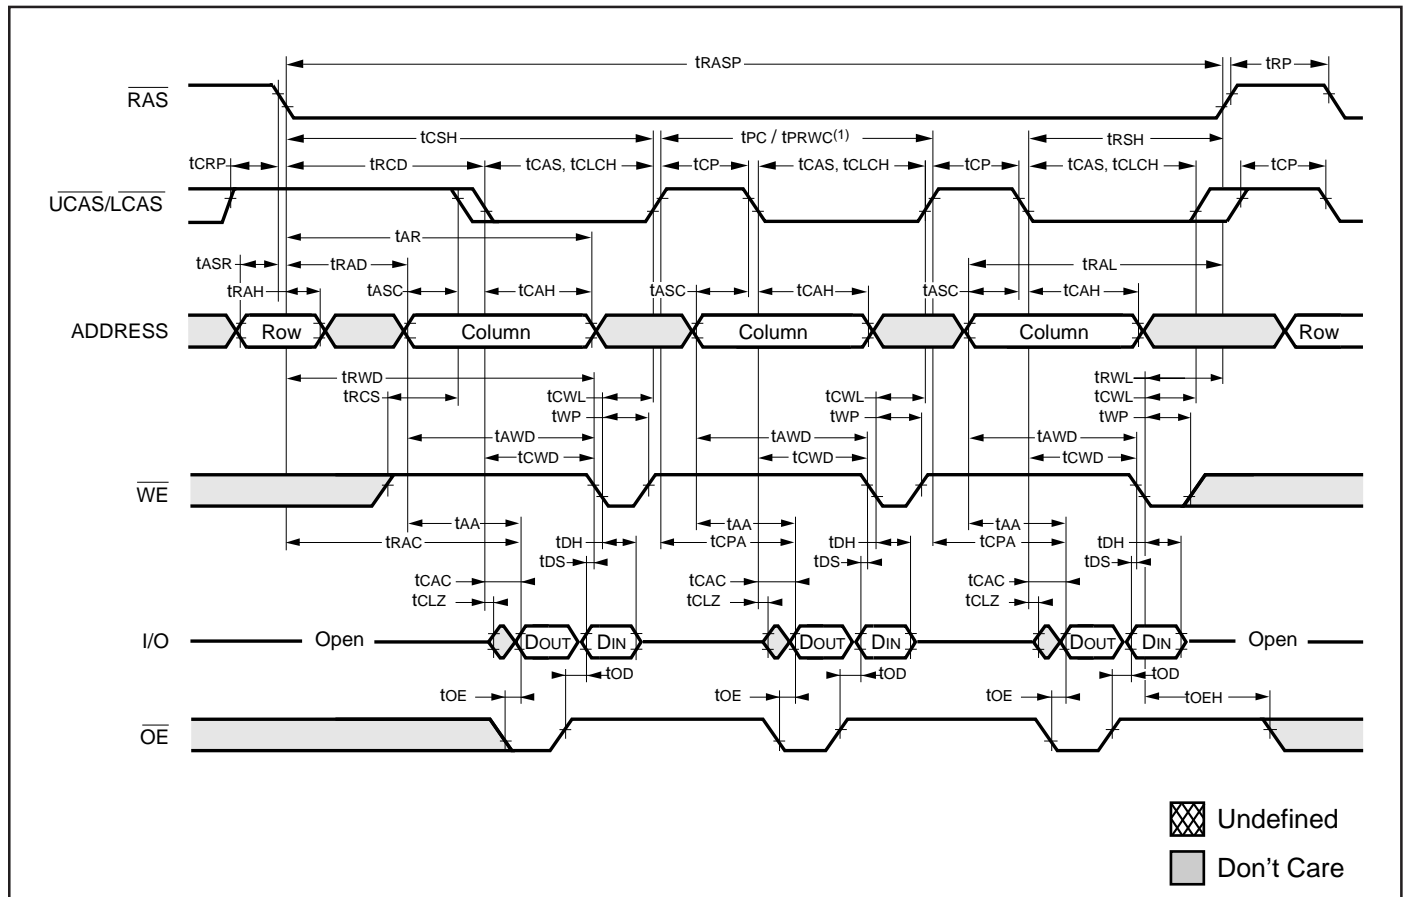 tRASP tRP
RAS
tCSH tPC / tPRWC(1) tRSH
tCRP tRCD tCAS, tCLCH tCP tCAS, tCLCH tCP tCAS, tCLCH tCP
UCAS/LCAS
tAR
tASR tRAD tRAL
tRAH tASC tCAH tASC tCAH tASC tCAH
ADDRESS Row Column Column Column Row
tRWD tRWL
tRCS tCWL tCWL tCWL
tWP tWP tWP
tAWD tAWD tAWD
tCWD tCWD tCWD
WE
tAA tAA tAA
tRAC tDH tCPA tDH tCPA tDH
tDS tDS tDS
tCAC tCAC tCAC
tCLZ tCLZ tCLZ
I/O Open DOUT DIN DOUT DIN DOUT DIN Open
tOD tOD tOD
tOE tOE tOE tOEH
OE
Undefined
Don't Care